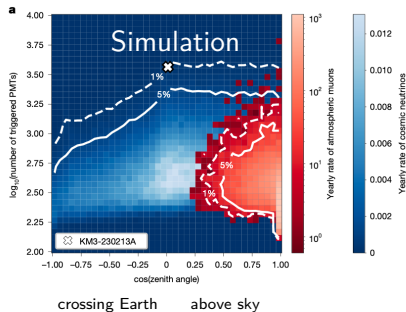 a
Simulation
1%
5%
5%
1%
KM3-230213A
4.00
3.75
3.50
3.25
3.00
2.75
2.50
2.25
2.00
log10(number of triggered PMTs)
−1.00 −0.75 −0.50 −0.25 0 0.25 0.50 0.75 1.00
cos(zenith angle)
10³
10²
10¹
10⁰
Yearly rate of atmospheric muons
0.012
0.010
0.008
0.006
0.004
0.002
0
Yearly rate of cosmic neutrinos
crossing Earth above sky